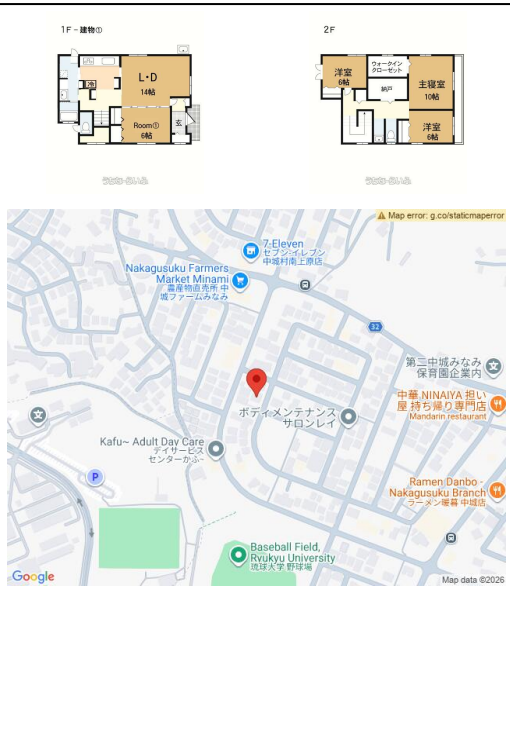 1F-建物①
2F
L・D
14帖
冷
Room①
6帖
玄
洋室
6帖
ウォークイン
クローゼット
納戸
主寝室
10帖
洋室
6帖
Map error: g.co/staticmaperror
7-Eleven
セブン-イレブン
中城村南上原店
Nakagusuku Farmers
Market Minami
農産物直売所 中
城ファームみなみ
32
第二中城みなみ
保育園企業内
中華 NINAIYA 担い
屋 持ち帰り専門店
Mandarin restaurant
ボディメンテナンス
サロンレイ
Kafu~ Adult Day Care
デイサービス
センターかふ~
P
Ramen Danbo -
Nakagusuku Branch
ラーメン暖暮 中城店
Baseball Field,
Ryukyu University
琉球大学 野球場
Google
Map data ©2026